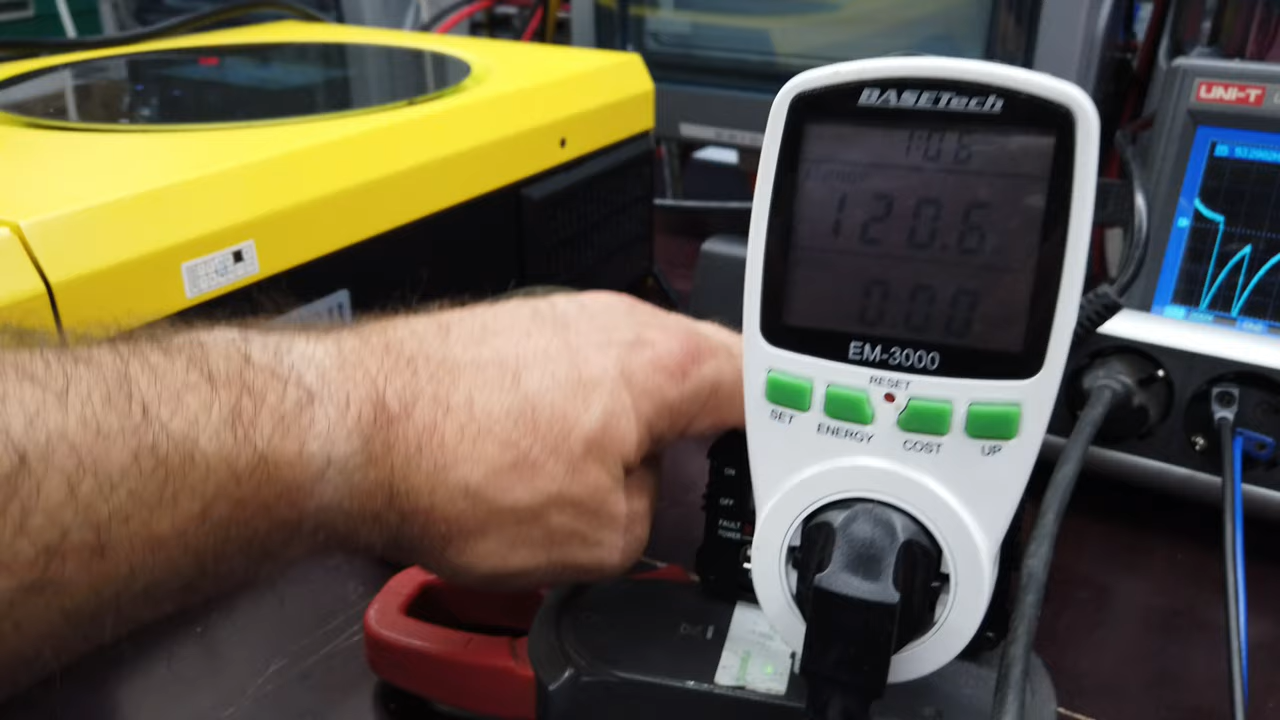 BASETech
120.6
0.00
EM-3000
RESET
SET
ENERGY
COST
UP
UNI-T
ON
OFF
FAULT
POWER